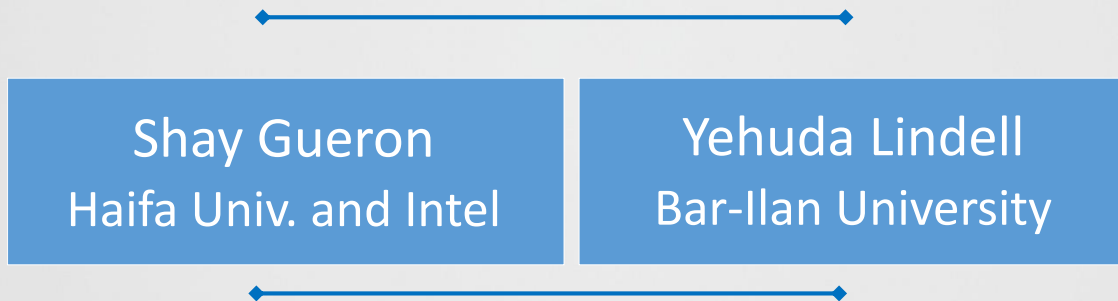 Shay Gueron
Haifa Univ. and Intel
Yehuda Lindell
Bar-Ilan University